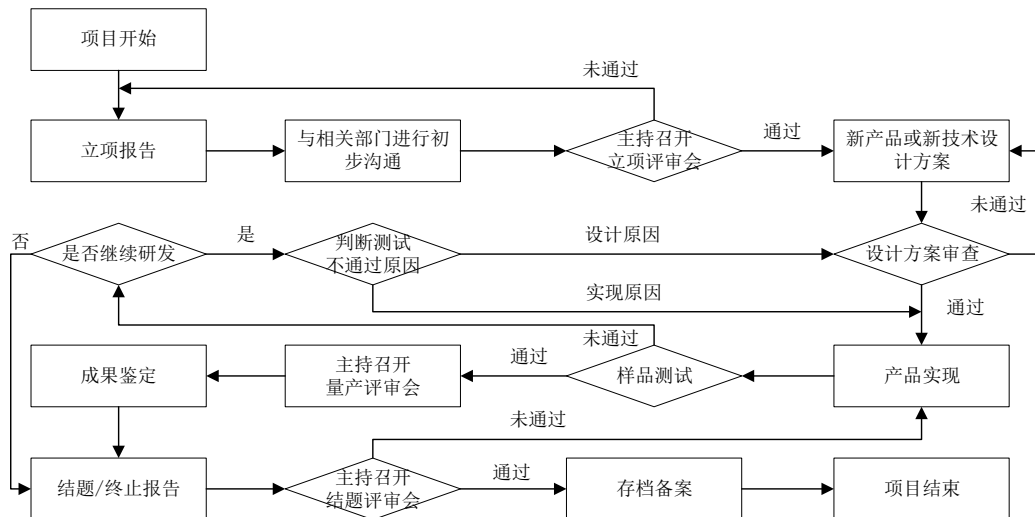 项目开始
未通过
立项报告
与相关部门进行初
步沟通
主持召开
立项评审会
通过
新产品或新技术设
计方案
未通过
否
是否继续研发
是
判断测试
不通过原因
设计原因
设计方案审查
实现原因
通过
未通过
成果鉴定
主持召开
量产评审会
通过
样品测试
产品实现
未通过
结题/终止报告
主持召开
结题评审会
通过
存档备案
项目结束